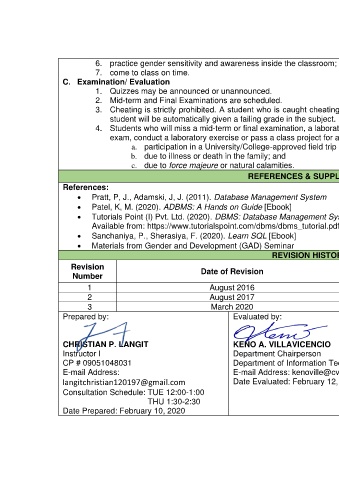 6. practice gender sensitivity and awareness inside the classroom;
7. come to class on time.
C. Examination/ Evaluation
1. Quizzes may be announced or unannounced.
2. Mid-term and Final Examinations are scheduled.
3. Cheating is strictly prohibited. A student who is caught cheating
student will be automatically given a failing grade in the subject.
4. Students who will miss a mid-term or final examination, a laborat
exam, conduct a laboratory exercise or pass a class project for a
a. participation in a University/College-approved field trip
b. due to illness or death in the family; and
c. due to force majeure or natural calamities.
REFERENCES & SUPPL
References:
• Pratt, P, J., Adamski, J, J. (2011). Database Management System
• Patel, K, M. (2020). ADBMS: A Hands on Guide [Ebook]
• Tutorials Point (I) Pvt. Ltd. (2020). DBMS: Database Management Sys
Available from: https://www.tutorialspoint.com/dbms/dbms_tutorial.pdf
• Sanchaniya, P., Sherasiya, F. (2020). Learn SQL [Ebook]
• Materials from Gender and Development (GAD) Seminar
REVISION HISTOR
Revision Number
Date of Revision
1 August 2016
2 August 2017
3 March 2020
Prepared by:
CHRISTIAN P. LANGIT
Instructor I
CP # 09051048031
E-mail Address:
langitchristian120197@gmail.com
Consultation Schedule: TUE 12:00-1:00
THU 1:30-2:30
Date Prepared: February 10, 2020
Evaluated by:
KENO A. VILLAVICENCIO
Department Chairperson
Department of Information Tec
E-mail Address: kenoville@cv
Date Evaluated: February 12,